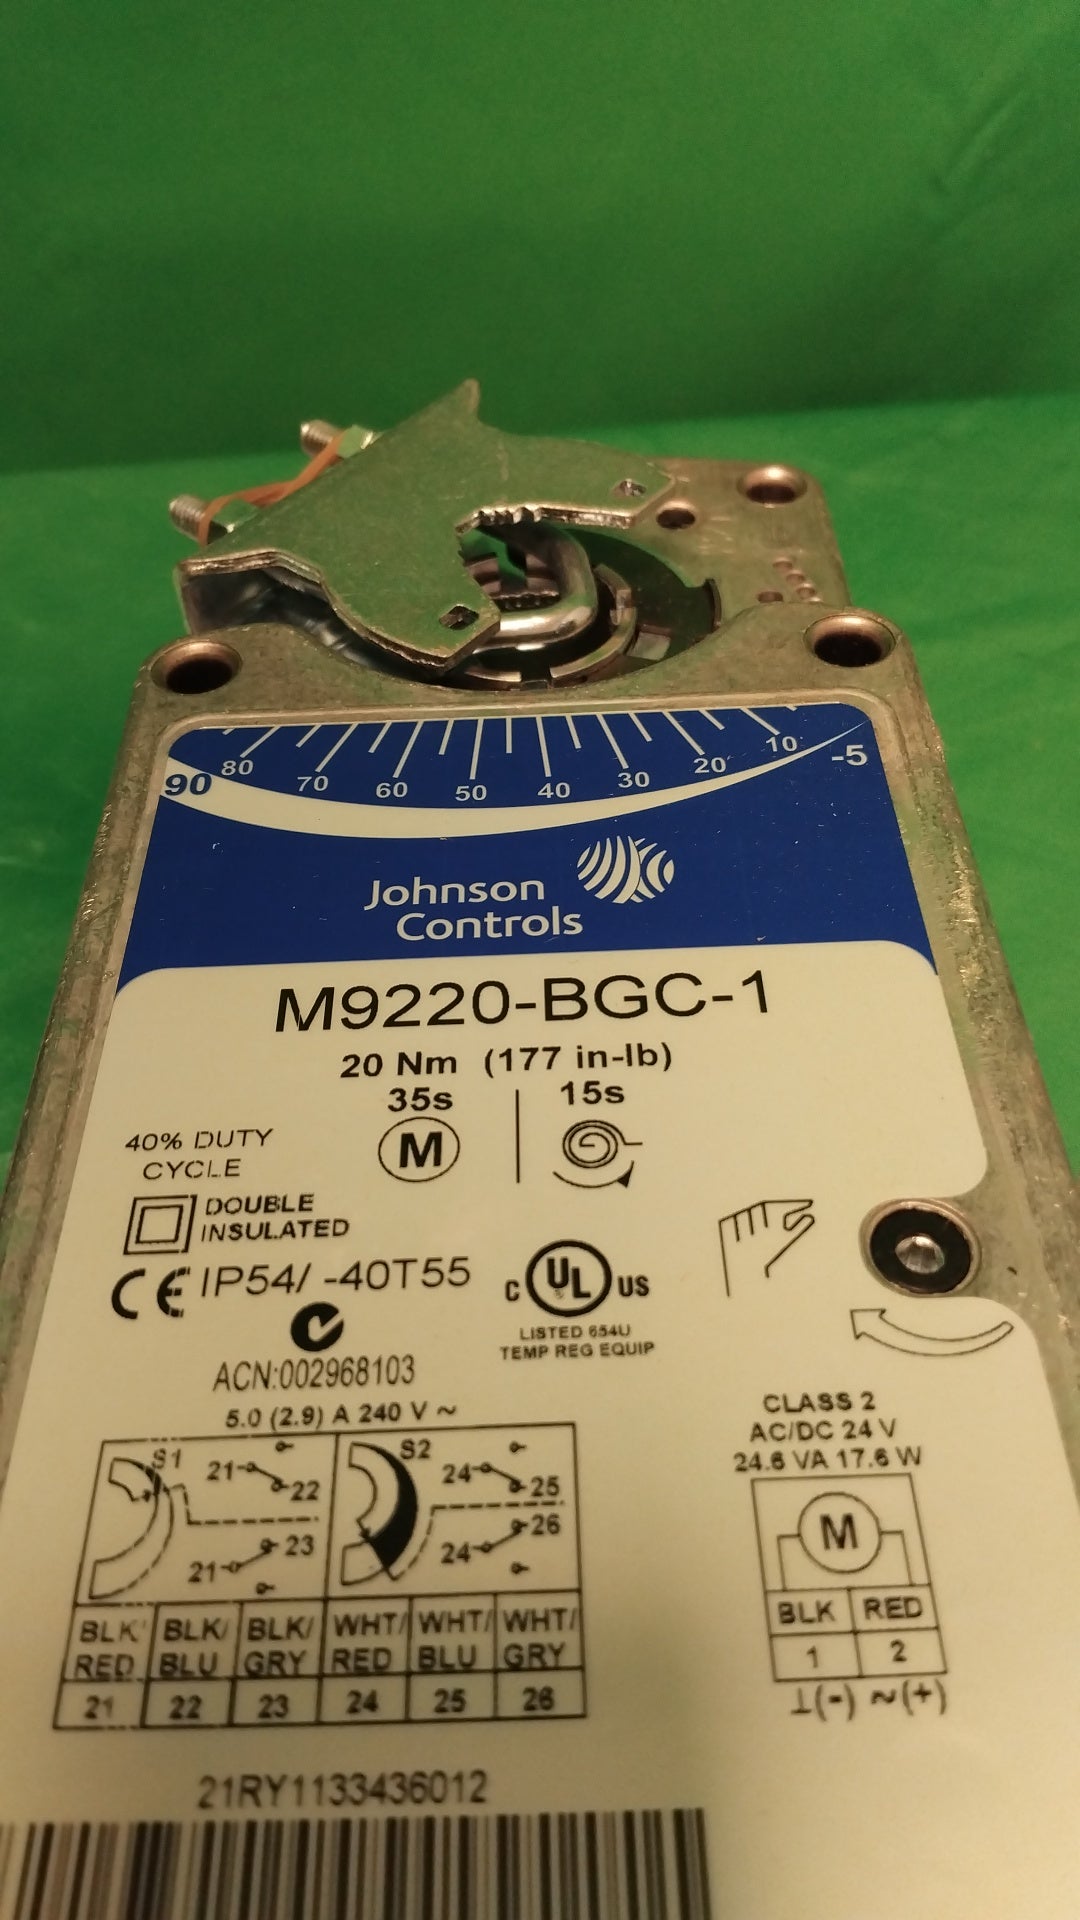 90 80 70 60 50 40 30 20 10 -5
Johnson
Controls
M9220-BGC-1
20 Nm (177 in-lb)
35s 15s
M
40% DUTY
CYCLE
DOUBLE
INSULATED
CE IP54/ -40T55
C UL US
LISTED 654U
TEMP REG EQUIP
ACN:002968103
5.0 (2.9) A 240 V ~
S1 21 22 21 23
S2 24 25 24 26
BLK/ BLK/ BLK/ WHT/ WHT/ WHT/
RED BLU GRY RED BLU GRY
21 22 23 24 25 26
CLASS 2
AC/DC 24 V
24.6 VA 17.6 W
M
BLK RED
1 2
⊥(-) ~(+)
21RY1133436012